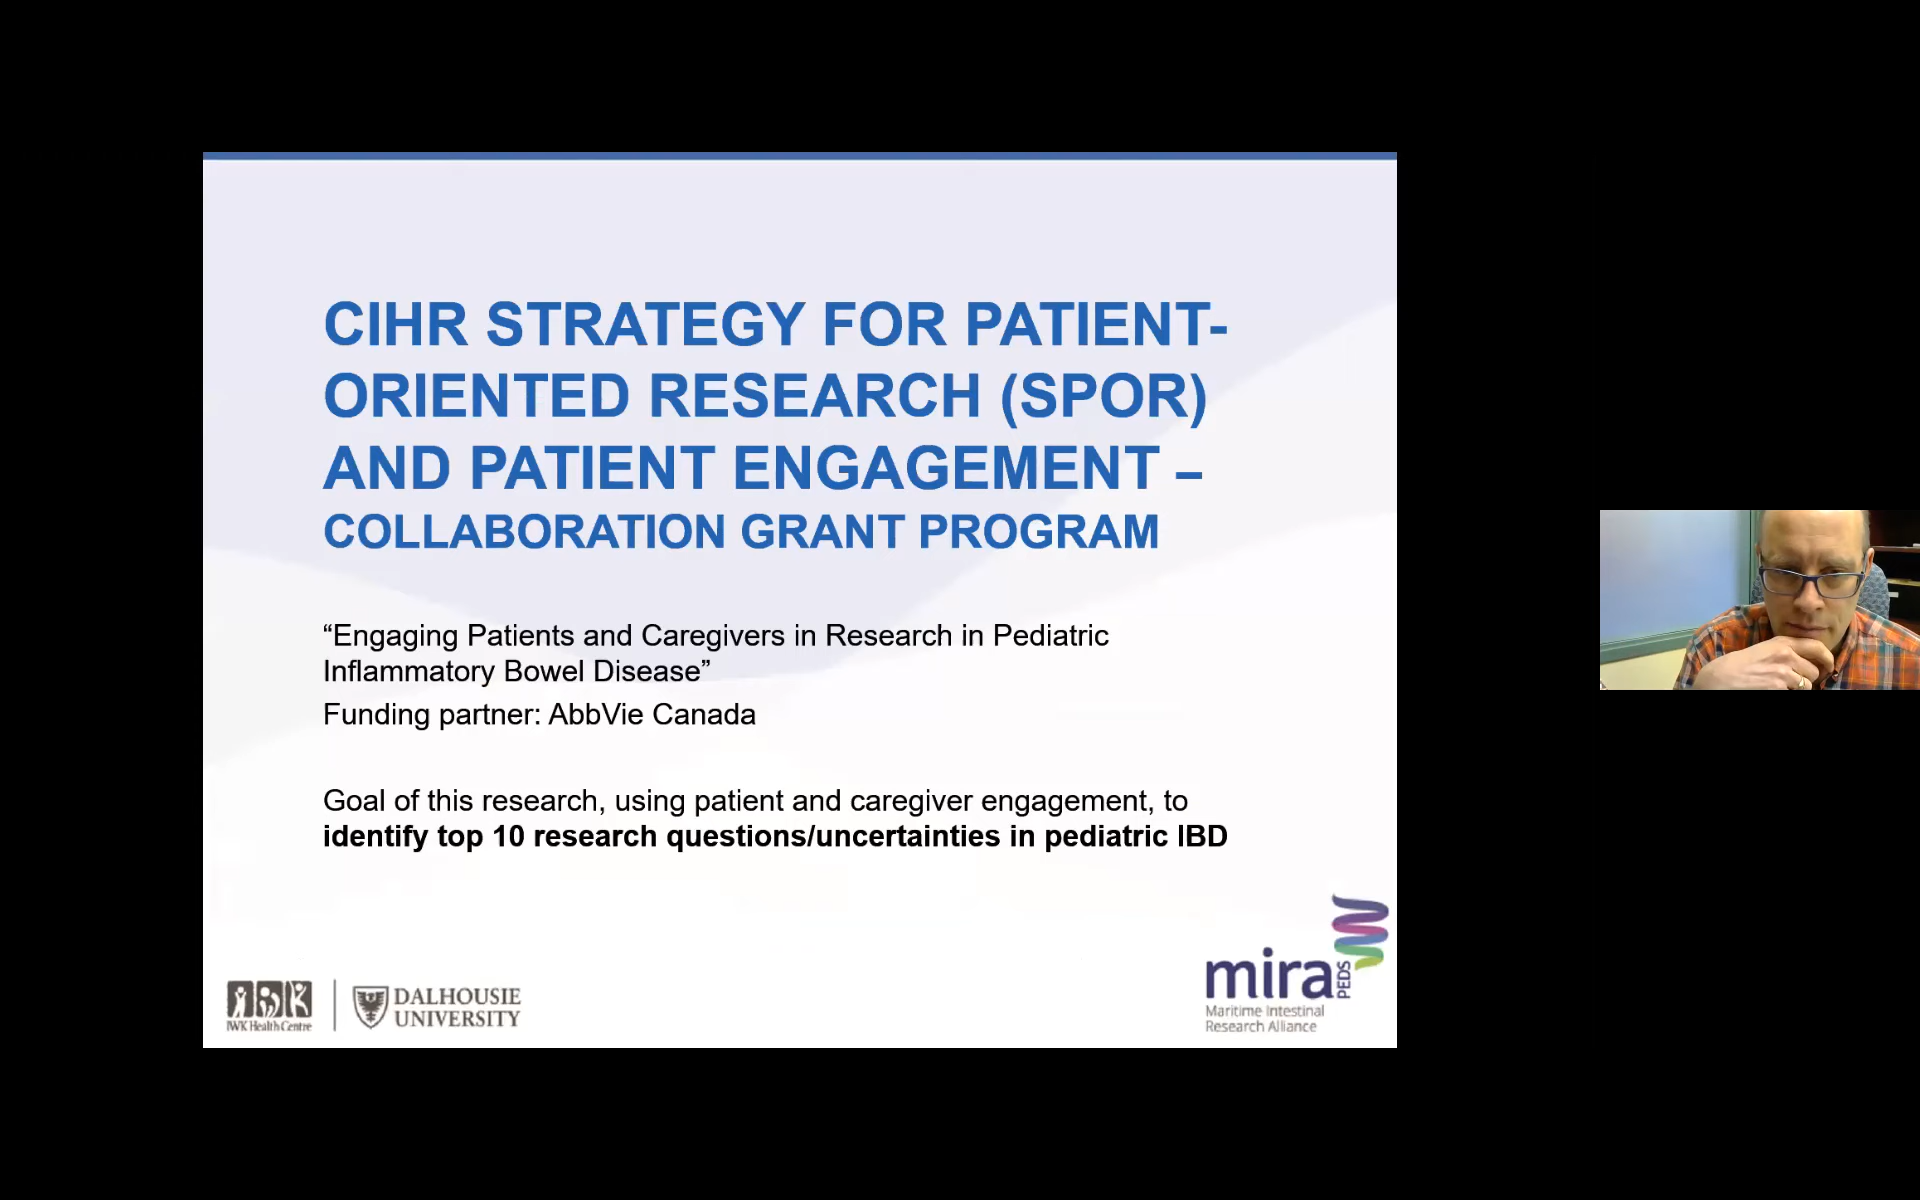 CIHR STRATEGY FOR PATIENT-
ORIENTED RESEARCH (SPOR)
AND PATIENT ENGAGEMENT –
COLLABORATION GRANT PROGRAM
“Engaging Patients and Caregivers in Research in Pediatric
Inflammatory Bowel Disease”
Funding partner: AbbVie Canada
Goal of this research, using patient and caregiver engagement, to
identify top 10 research questions/uncertainties in pediatric IBD
IWK Health Centre
DALHOUSIE
UNIVERSITY
mira
PEDS
Maritime Intestinal
Research Alliance